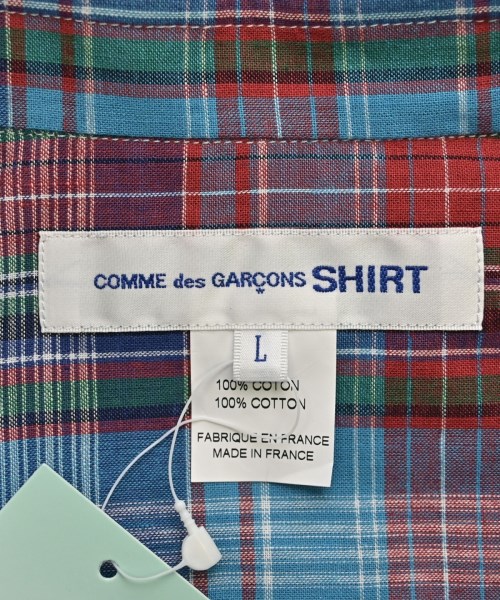 COMME des GARÇONS SHIRT
L
100% COTON
100% COTTON
FABRIQUE EN FRANCE
MADE IN FRANCE